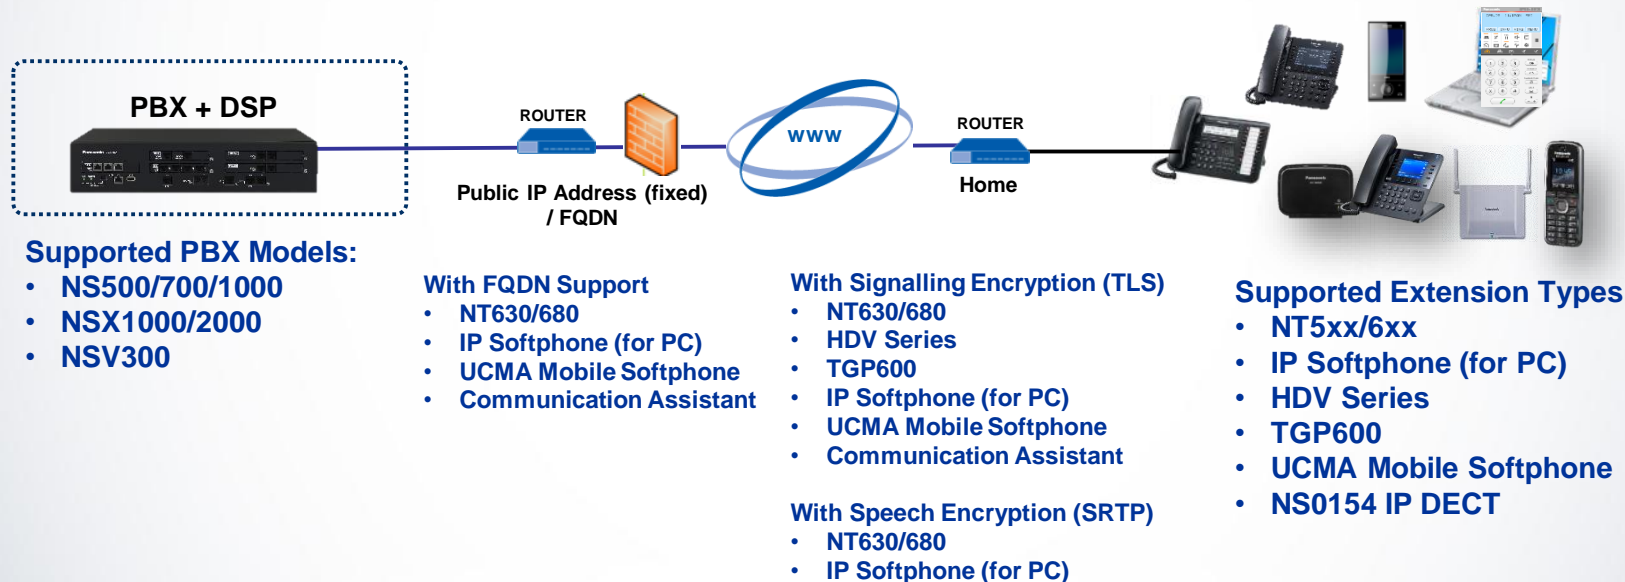 PBX + DSP
Panasonic
ROUTER
Public IP Address (fixed)
/ FQDN
www
ROUTER
Home
Panasonic
Supported PBX Models:
• NS500/700/1000
• NSX1000/2000
• NSV300
With FQDN Support
• NT630/680
• IP Softphone (for PC)
• UCMA Mobile Softphone
• Communication Assistant
With Signalling Encryption (TLS)
• NT630/680
• HDV Series
• TGP600
• IP Softphone (for PC)
• UCMA Mobile Softphone
• Communication Assistant
With Speech Encryption (SRTP)
• NT630/680
• IP Softphone (for PC)
Supported Extension Types
• NT5xx/6xx
• IP Softphone (for PC)
• HDV Series
• TGP600
• UCMA Mobile Softphone
• NS0154 IP DECT